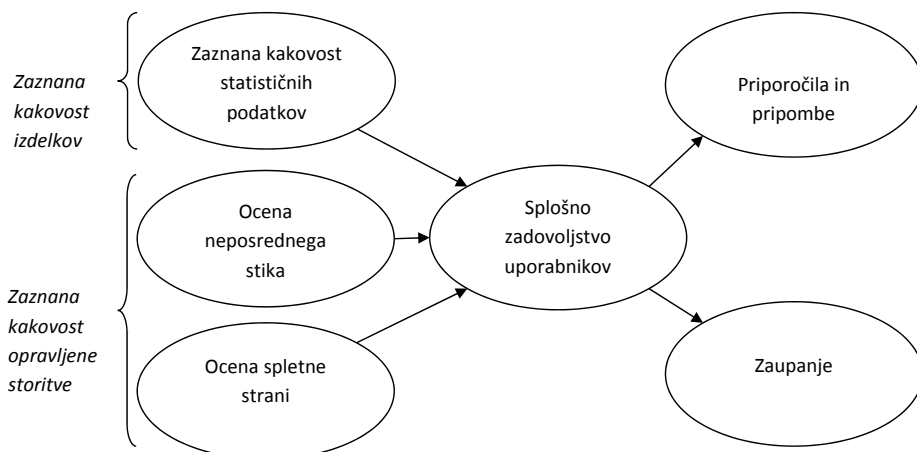 Zaznana
kakovost
izdelkov
Zaznana kakovost
statističnih
podatkov
Priporočila in
pripombe
Ocena
neposrednega
stika
Splošno
zadovoljstvo
uporabnikov
Zaznana
kakovost
opravljene
storitve
Ocena spletne
strani
Zaupanje